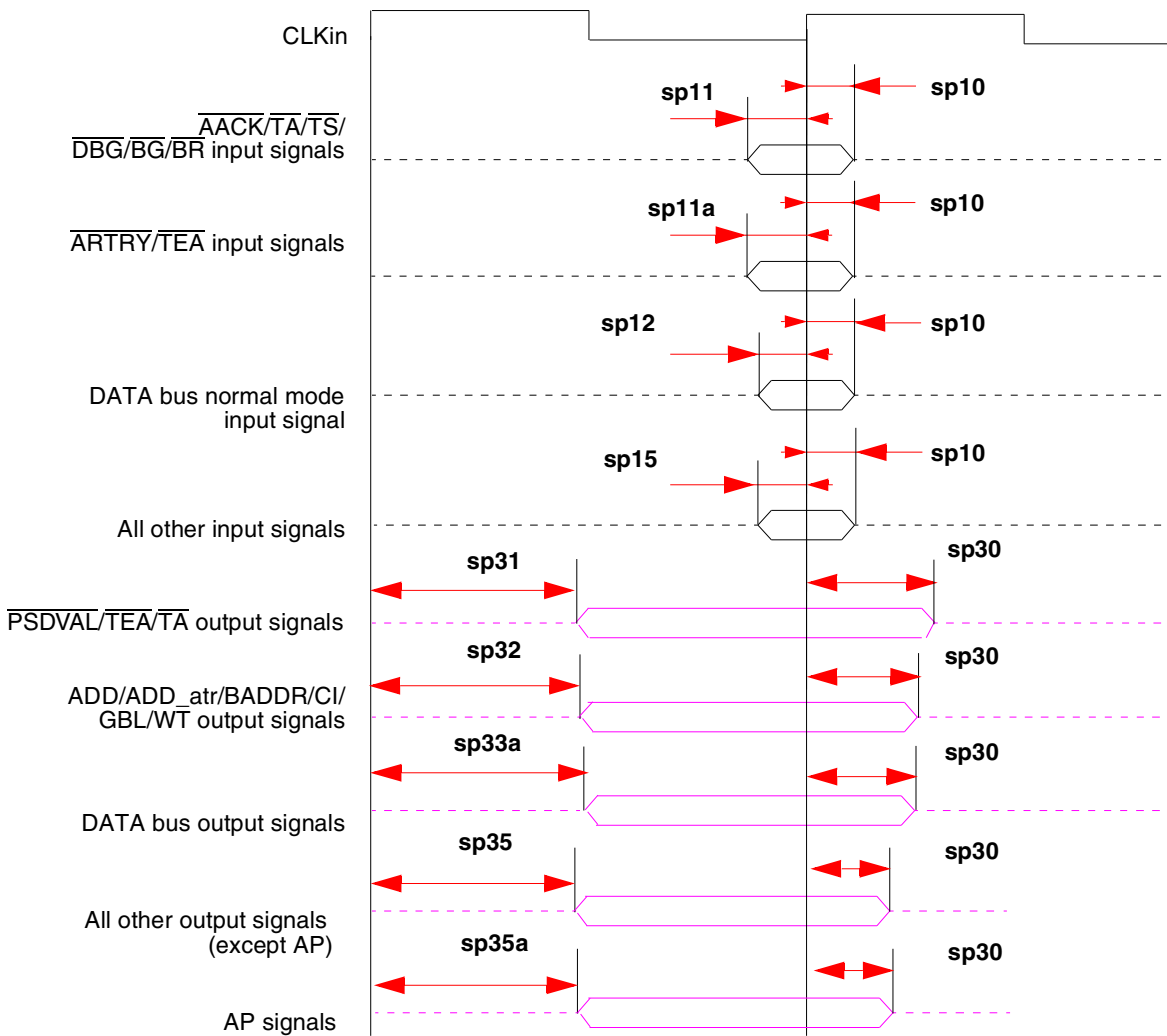 CLKin
sp11
sp10
AACK/TA/TS/
DBG/BG/BR input signals
sp11a
sp10
ARTRY/TEA input signals
sp12
sp10
DATA bus normal mode
input signal
sp15
sp10
All other input signals
sp31
sp30
PSDVAL/TEA/TA output signals
sp32
sp30
ADD/ADD_atr/BADDR/CI/
GBL/WT output signals
sp33a
sp30
DATA bus output signals
sp35
sp30
All other output signals
(except AP)
sp35a
sp30
AP signals